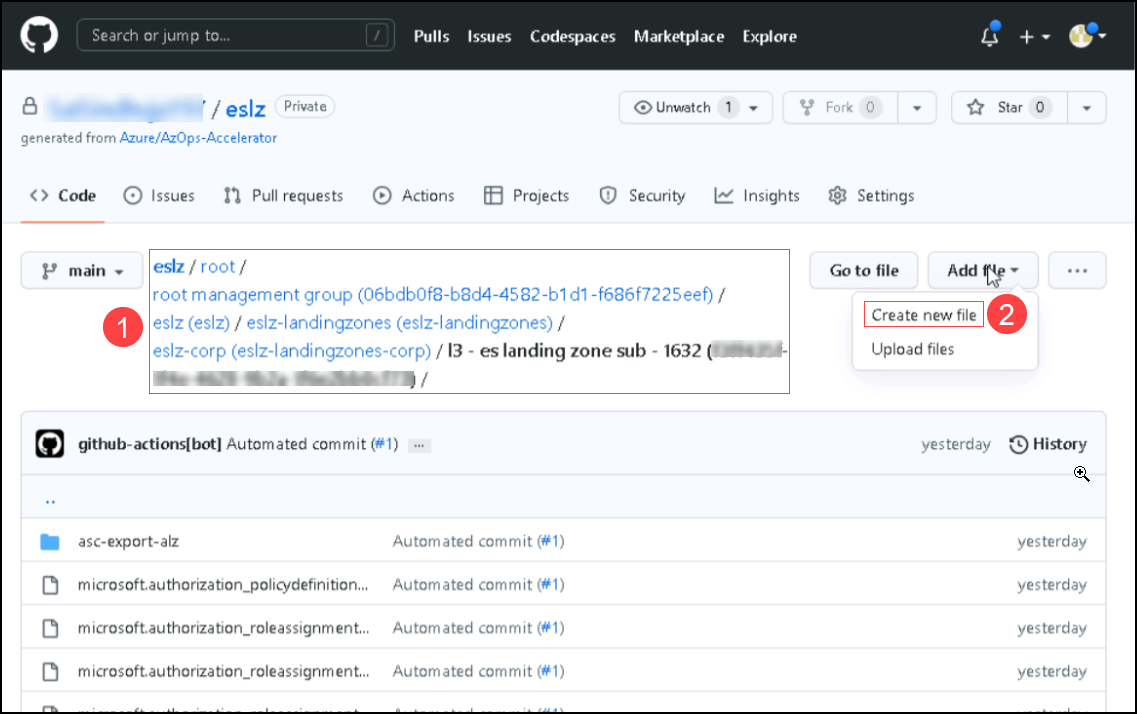 Search or jump to... /
Pulls Issues Codespaces Marketplace Explore
/ eslz Private
generated from Azure/AzOps-Accelerator
Unwatch 1
Fork 0
Star 0
Code Issues Pull requests Actions Projects Security Insights Settings
main
1
eslz / root /
root management group (06bdb0f8-b8d4-4582-b1d1-f686f7225eef) /
eslz (eslz) / eslz-landingzones (eslz-landingzones) /
eslz-corp (eslz-landingzones-corp) / l3 - es landing zone sub - 1632 (
) /
Go to file
Add file
...
Create new file
2
Upload files
github-actions[bot] Automated commit (#1) ...
yesterday History
..
asc-export-alz Automated commit (#1) yesterday
microsoft.authorization_policydefinition... Automated commit (#1) yesterday
microsoft.authorization_roleassignment... Automated commit (#1) yesterday
microsoft.authorization_roleassignment... Automated commit (#1) yesterday